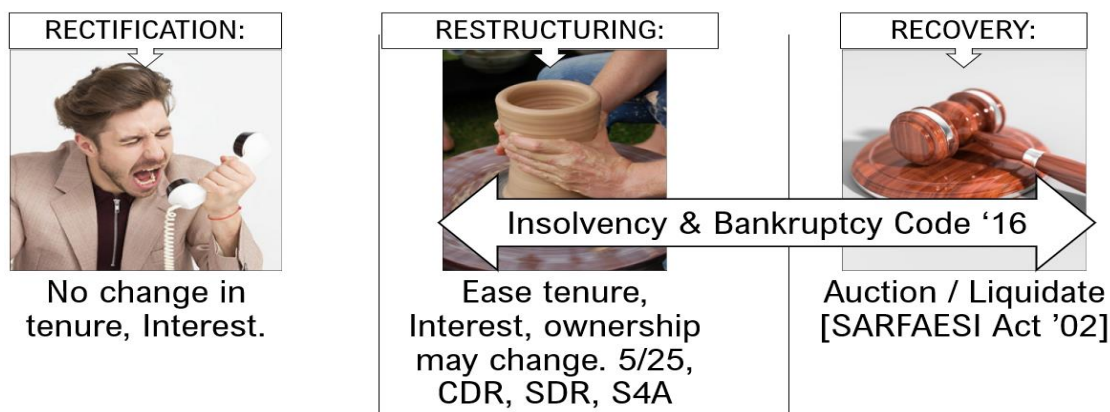 RECTIFICATION:
RESTRUCTURING:
RECOVERY:
Insolvency & Bankruptcy Code ‘16
No change in
tenure, Interest.
Ease tenure,
Interest, ownership
may change. 5/25,
CDR, SDR, S4A
Auction / Liquidate
[SARFAESI Act ’02]